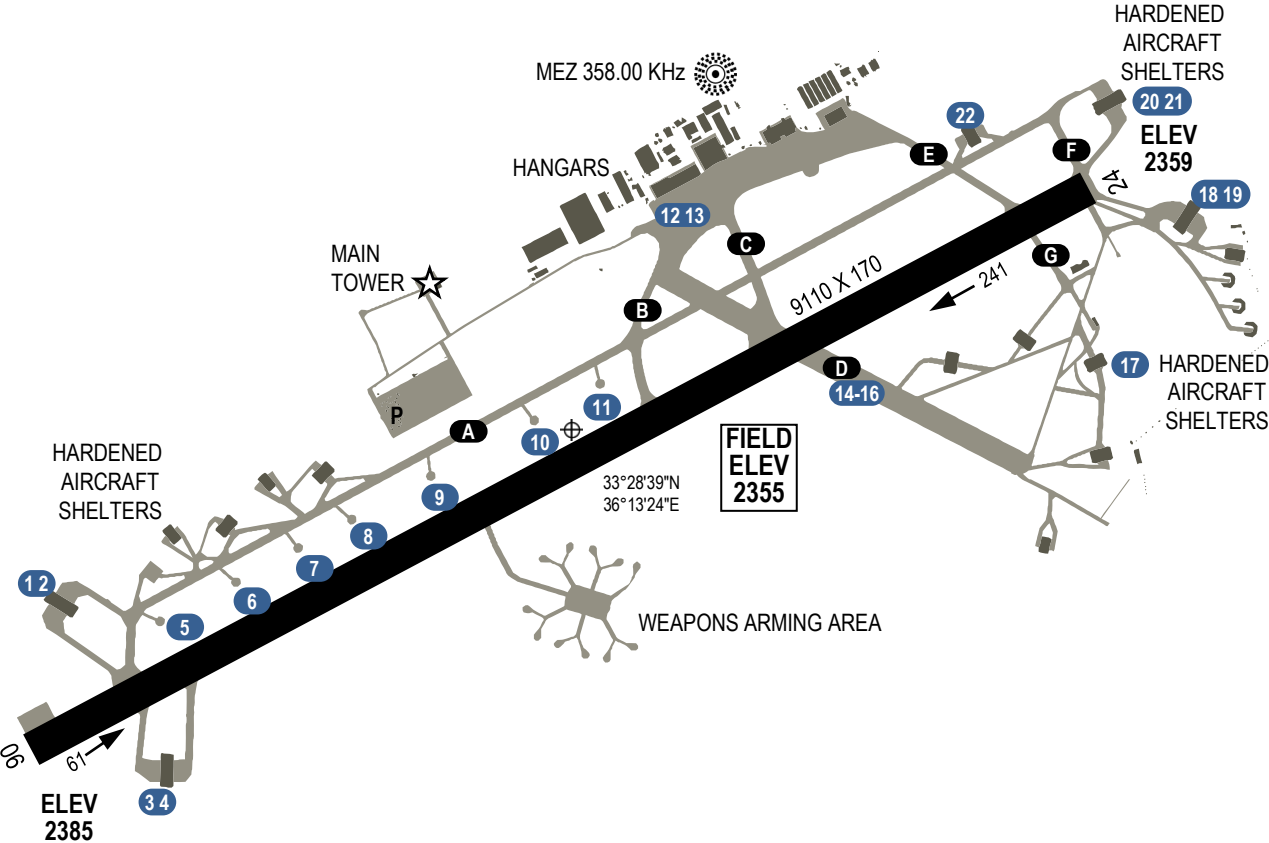 HARDENED
AIRCRAFT
SHELTERS
20 21
ELEV
2359
MEZ 358.00 KHz
22
E
F
24
HANGARS
18 19
12 13
C
MAIN
TOWER
G
9110 X 170
241
B
D
14-16
17
HARDENED
AIRCRAFT
SHELTERS
P
A
11
10
FIELD
ELEV
2355
HARDENED
AIRCRAFT
SHELTERS
33°28'39"N
36°13'24"E
9
8
7
1 2
6
5
WEAPONS ARMING AREA
06
61
3 4
ELEV
2385